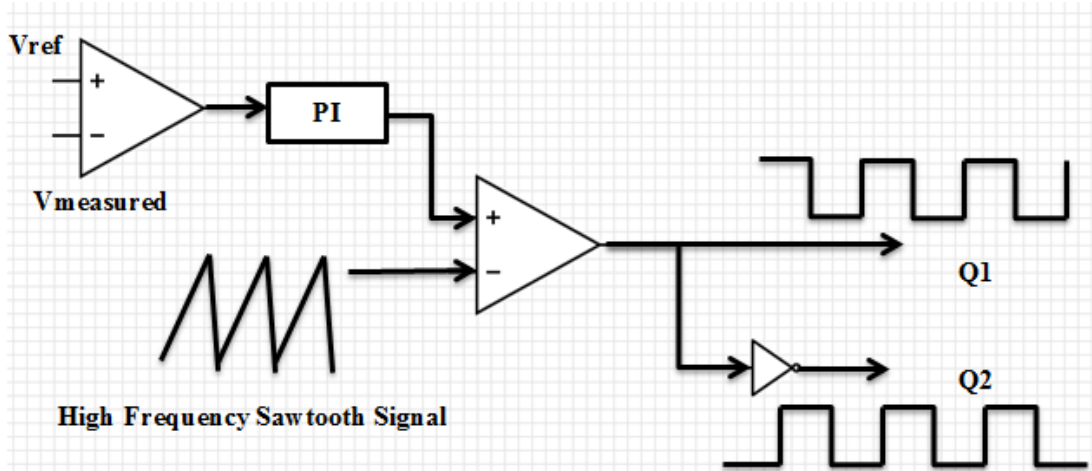 Vref
+
PI
−
Vmeasured
+
−
Q1
Q2
High Frequency Sawtooth Signal